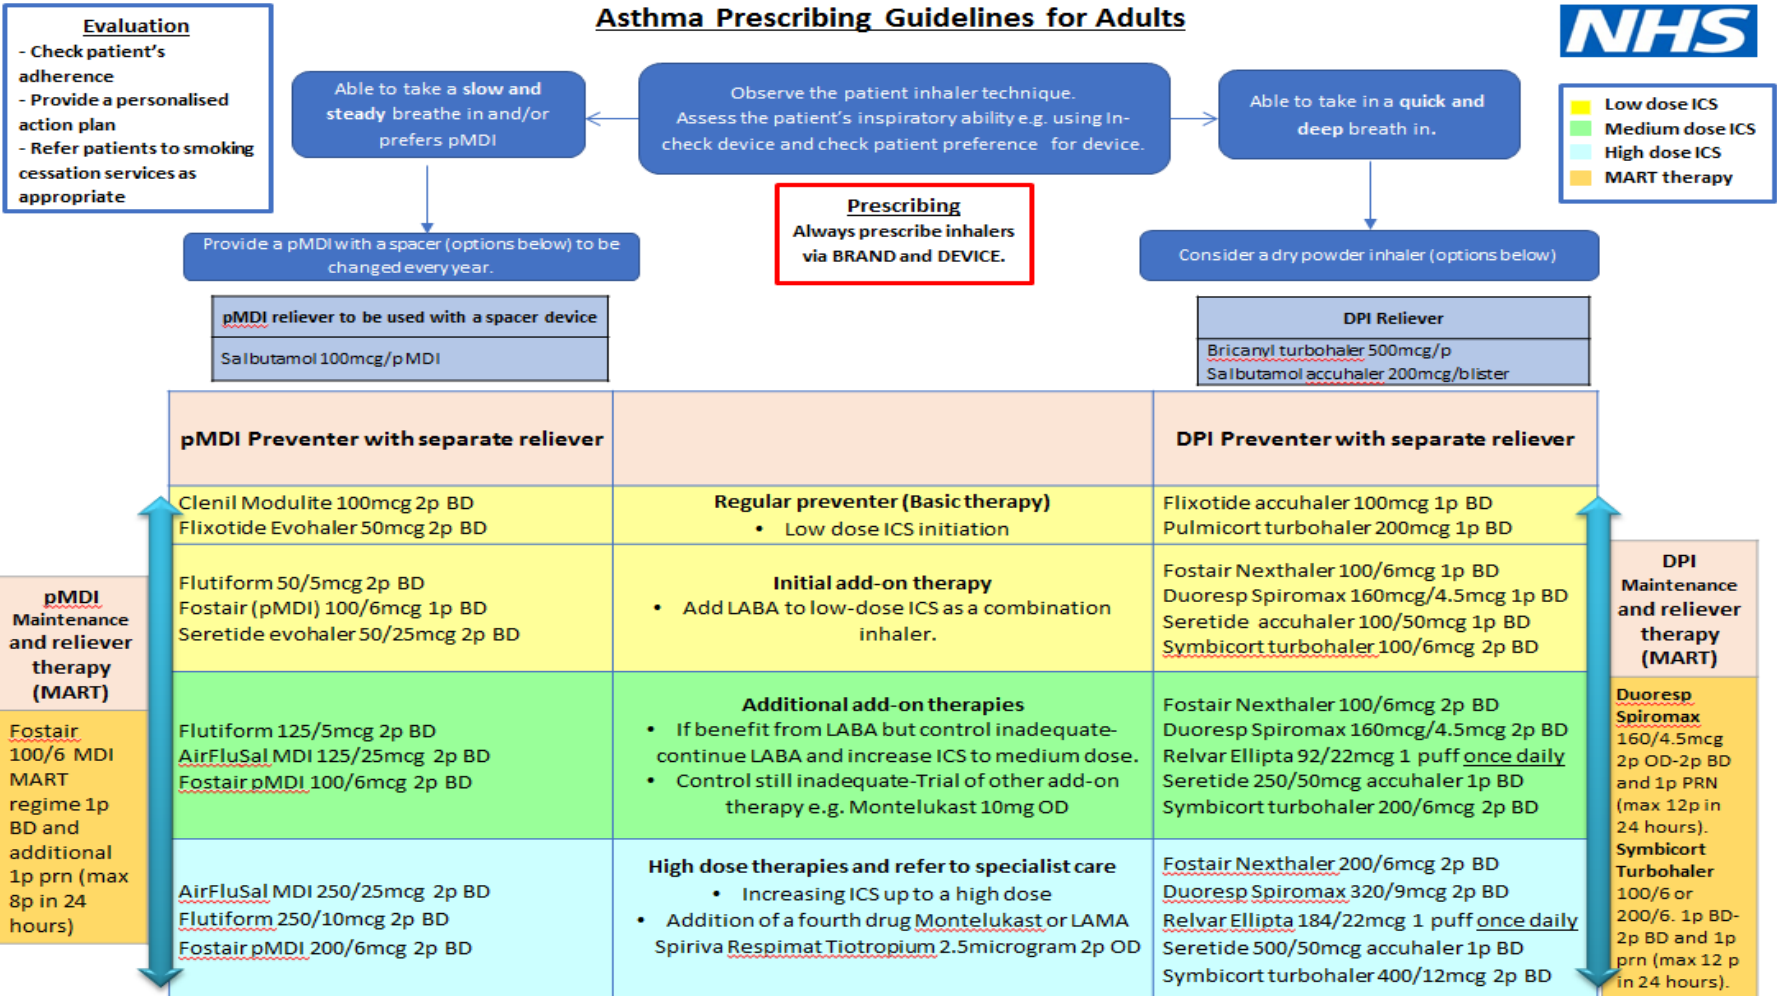 Asthma Prescribing Guidelines for Adults
NHS
Evaluation
- Check patient's
adherence
- Provide a personalised
action plan
- Refer patients to smoking
cessation services as
appropriate
Able to take a slow and
steady breathe in and/or
prefers pMDI
Observe the patient inhaler technique.
Assess the patient's inspiratory ability e.g. using In-
check device and check patient preference for device.
Able to take in a quick and
deep breath in.
Low dose ICS
Medium dose ICS
High dose ICS
MART therapy
Prescribing
Always prescribe inhalers
via BRAND and DEVICE.
Provide a pMDI with a spacer (options below) to be
changed every year.
Consider a dry powder inhaler (options below)
pMDI reliever to be used with a spacer device
Salbutamol 100mcg/pMDI
DPI Reliever
Bricanyl turbohaler 500mcg/p
Salbutamol accuhaler 200mcg/blister
pMDI Preventer with separate reliever
DPI Preventer with separate reliever
Clenil Modulite 100mcg 2p BD
Flixotide Evohaler 50mcg 2p BD
Regular preventer (Basic therapy)
• Low dose ICS initiation
Flixotide accuhaler 100mcg 1p BD
Pulmicort turbohaler 200mcg 1p BD
Flutiform 50/5mcg 2p BD
Fostair (pMDI) 100/6mcg 1p BD
Seretide evohaler 50/25mcg 2p BD
Initial add-on therapy
• Add LABA to low-dose ICS as a combination
inhaler.
Fostair Nexthaler 100/6mcg 1p BD
Duoresp Spiromax 160mcg/4.5mcg 1p BD
Seretide accuhaler 100/50mcg 1p BD
Symbicort turbohaler 100/6mcg 2p BD
Flutiform 125/5mcg 2p BD
AirFluSal MDI 125/25mcg 2p BD
Fostair pMDI 100/6mcg 2p BD
Additional add-on therapies
• If benefit from LABA but control inadequate-
continue LABA and increase ICS to medium dose.
• Control still inadequate-Trial of other add-on
therapy e.g. Montelukast 10mg OD
Fostair Nexthaler 100/6mcg 2p BD
Duoresp Spiromax 160mcg/4.5mcg 2p BD
Relvar Ellipta 92/22mcg 1 puff once daily
Seretide 250/50mcg accuhaler 1p BD
Symbicort turbohaler 200/6mcg 2p BD
AirFluSal MDI 250/25mcg 2p BD
Flutiform 250/10mcg 2p BD
Fostair pMDI 200/6mcg 2p BD
High dose therapies and refer to specialist care
• Increasing ICS up to a high dose
• Addition of a fourth drug Montelukast or LAMA
Spiriva Respimat Tiotropium 2.5microgram 2p OD
Fostair Nexthaler 200/6mcg 2p BD
Duoresp Spiromax 320/9mcg 2p BD
Relvar Ellipta 184/22mcg 1 puff once daily
Seretide 500/50mcg accuhaler 1p BD
Symbicort turbohaler 400/12mcg 2p BD
pMDI
Maintenance
and reliever
therapy
(MART)
Fostair
100/6 MDI
MART
regime 1p
BD and
additional
1p prn (max
8p in 24
hours)
DPI
Maintenance
and reliever
therapy
(MART)
Duoresp
Spiromax
160/4.5mcg
2p OD-2p BD
and 1p PRN
(max 12p in
24 hours).
Symbicort
Turbohaler
100/6 or
200/6. 1p BD-
2p BD and 1p
prn (max 12 p
in 24 hours).